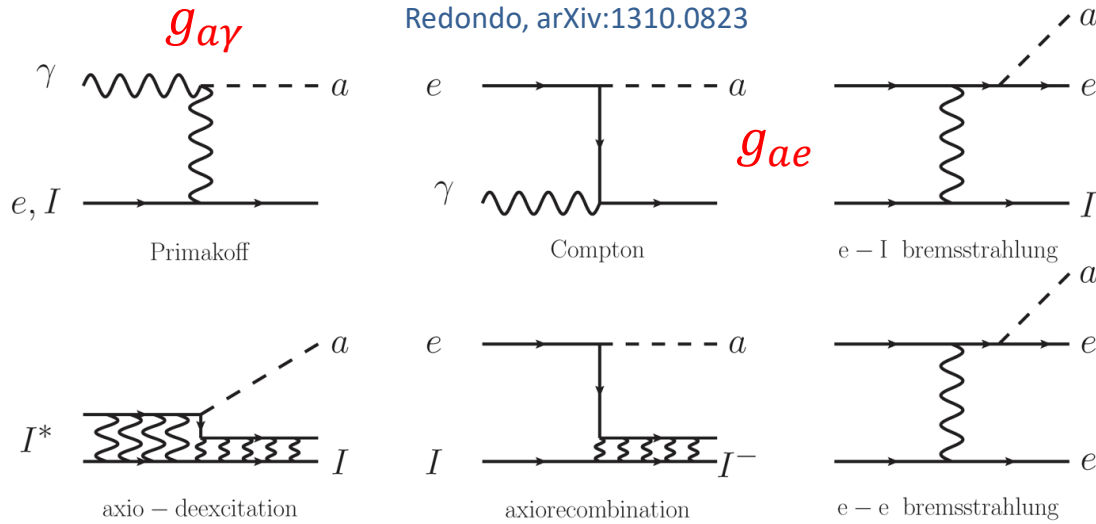 g_{aγ}
Redondo, arXiv:1310.0823
γ
a
e, I
Primakoff
e
a
g_{ae}
γ
Compton
a
e
I
e − I bremsstrahlung
I*
a
I
axio − deexcitation
e
a
I
I⁻
axiorecombination
a
e
e
e − e bremsstrahlung